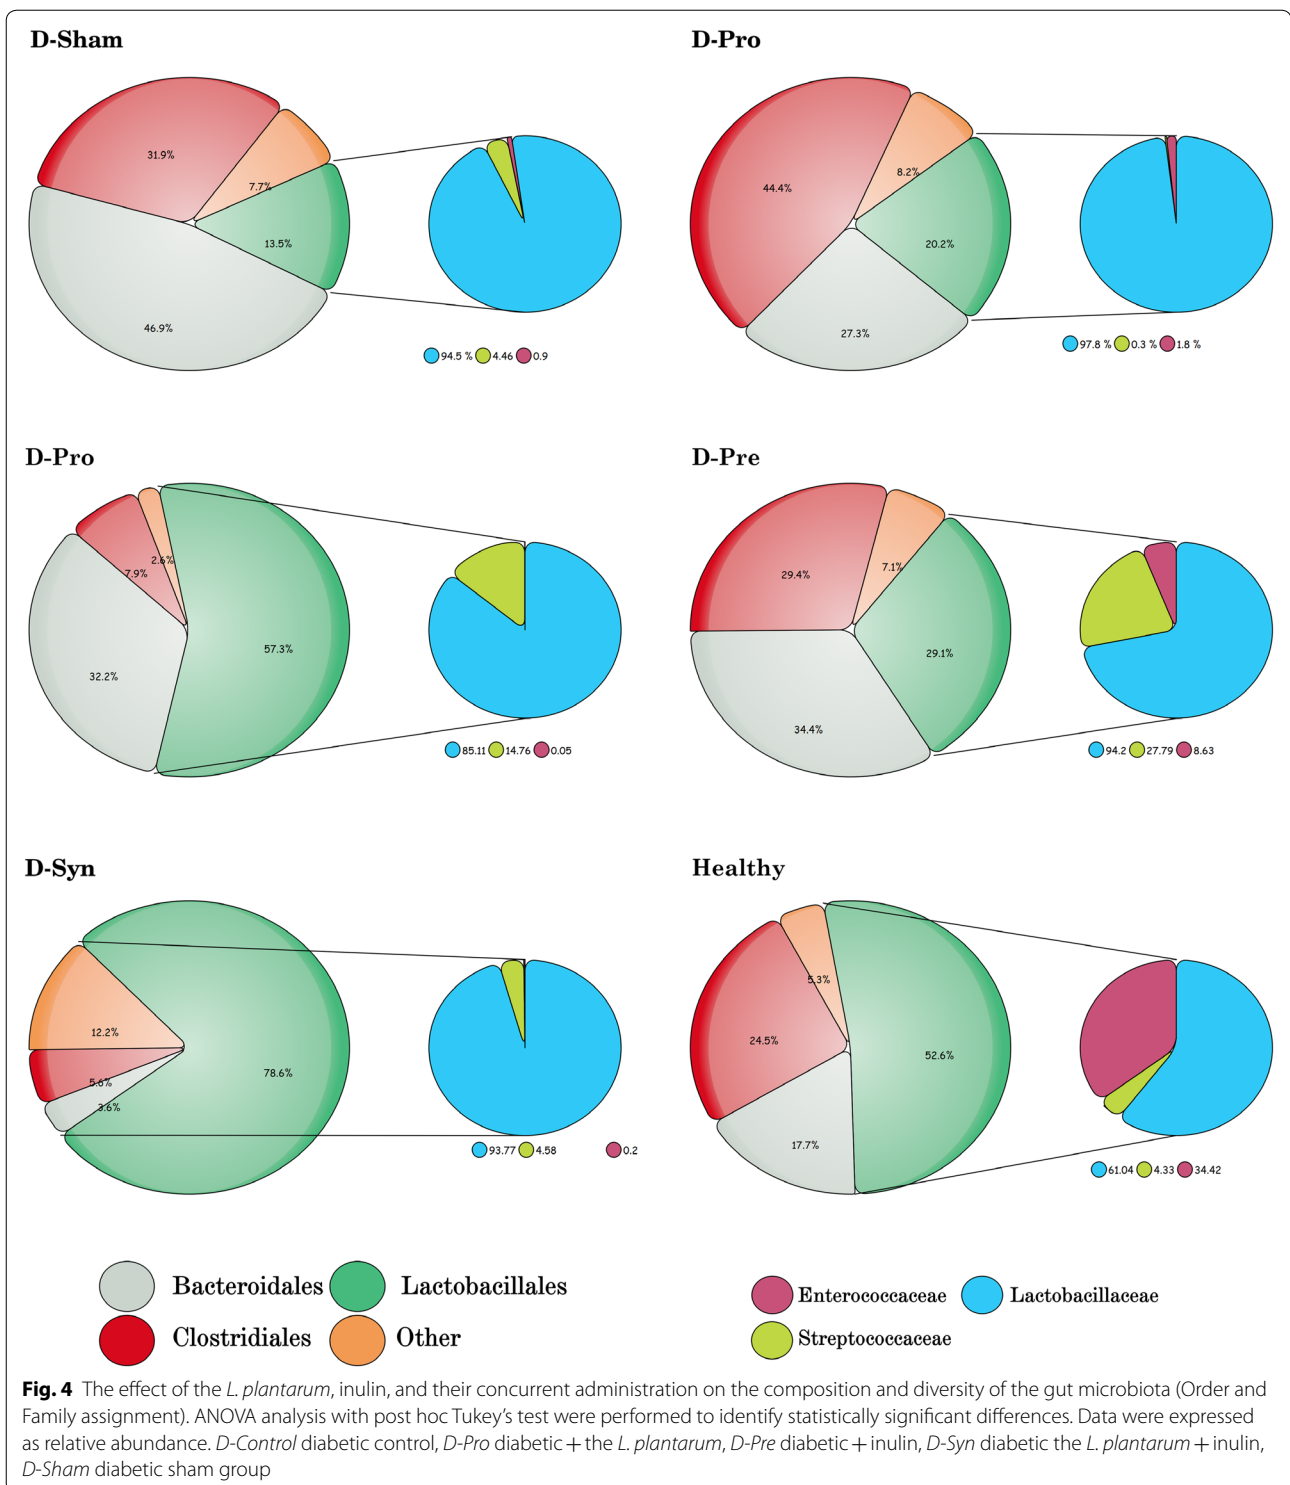 D-Sham
31.9%
7.7%
13.5%
46.9%
94.5 % 4.46 0.9
D-Pro
44.4%
8.2%
20.2%
27.3%
97.8 % 0.3 % 1.8 %
D-Pro
2.6%
7.9%
57.3%
32.2%
85.11 14.76 0.05
D-Pre
29.4%
7.1%
29.1%
34.4%
94.2 27.79 8.63
D-Syn
12.2%
5.6%
3.6%
78.6%
93.77 4.58 0.2
Healthy
5.3%
24.5%
52.6%
17.7%
61.04 4.33 34.42
Bacteroidales Lactobacillales
Clostridiales Other
Enterococcaceae Lactobacillaceae
Streptococcaceae
Fig. 4 The effect of the L. plantarum, inulin, and their concurrent administration on the composition and diversity of the gut microbiota (Order and
Family assignment). ANOVA analysis with post hoc Tukey's test were performed to identify statistically significant differences. Data were expressed
as relative abundance. D-Control diabetic control, D-Pro diabetic + the L. plantarum, D-Pre diabetic + inulin, D-Syn diabetic the L. plantarum + inulin,
D-Sham diabetic sham group